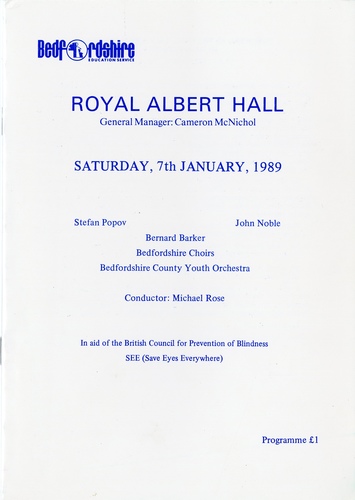 Bedfordshire
EDUCATION SERVICE
ROYAL ALBERT HALL
General Manager: Cameron McNichol
SATURDAY, 7th JANUARY, 1989
Stefan Popov John Noble
Bernard Barker
Bedfordshire Choirs
Bedfordshire County Youth Orchestra
Conductor: Michael Rose
In aid of the British Council for Prevention of Blindness
SEE (Save Eyes Everywhere)
Programme £1